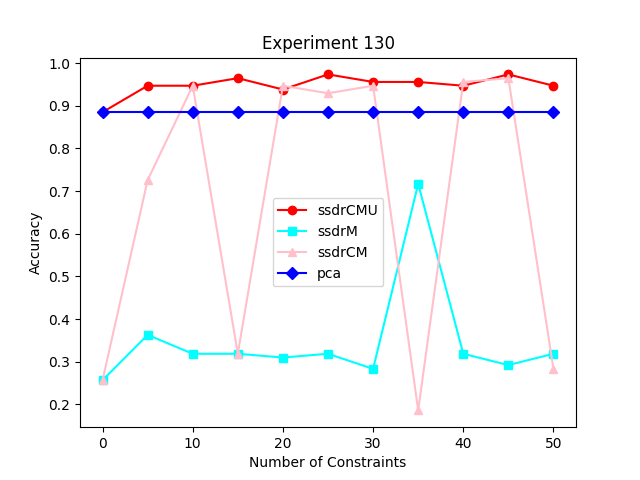 Experiment 130
1.0
0.9
0.8
0.7
0.6
0.5
0.4
0.3
0.2
Accuracy
ssdrCMU
ssdrM
ssdrCM
pca
0 10 20 30 40 50
Number of Constraints